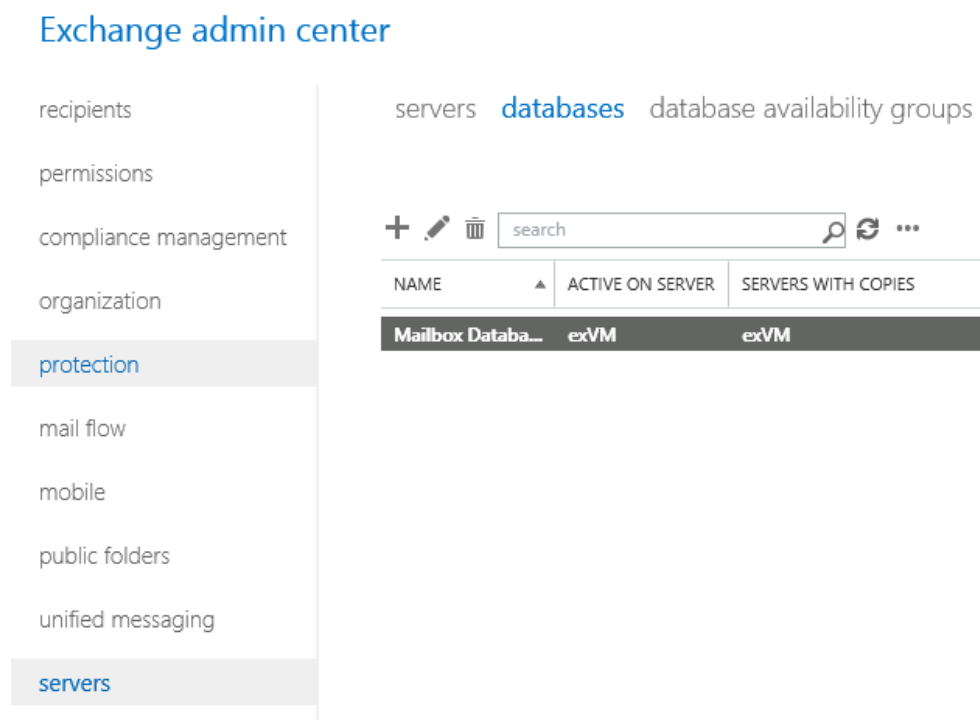 Exchange admin center
recipients
permissions
compliance management
organization
protection
mail flow
mobile
public folders
unified messaging
servers
servers databases database availability groups
search
NAME ACTIVE ON SERVER SERVERS WITH COPIES
Mailbox Databa... exVM exVM